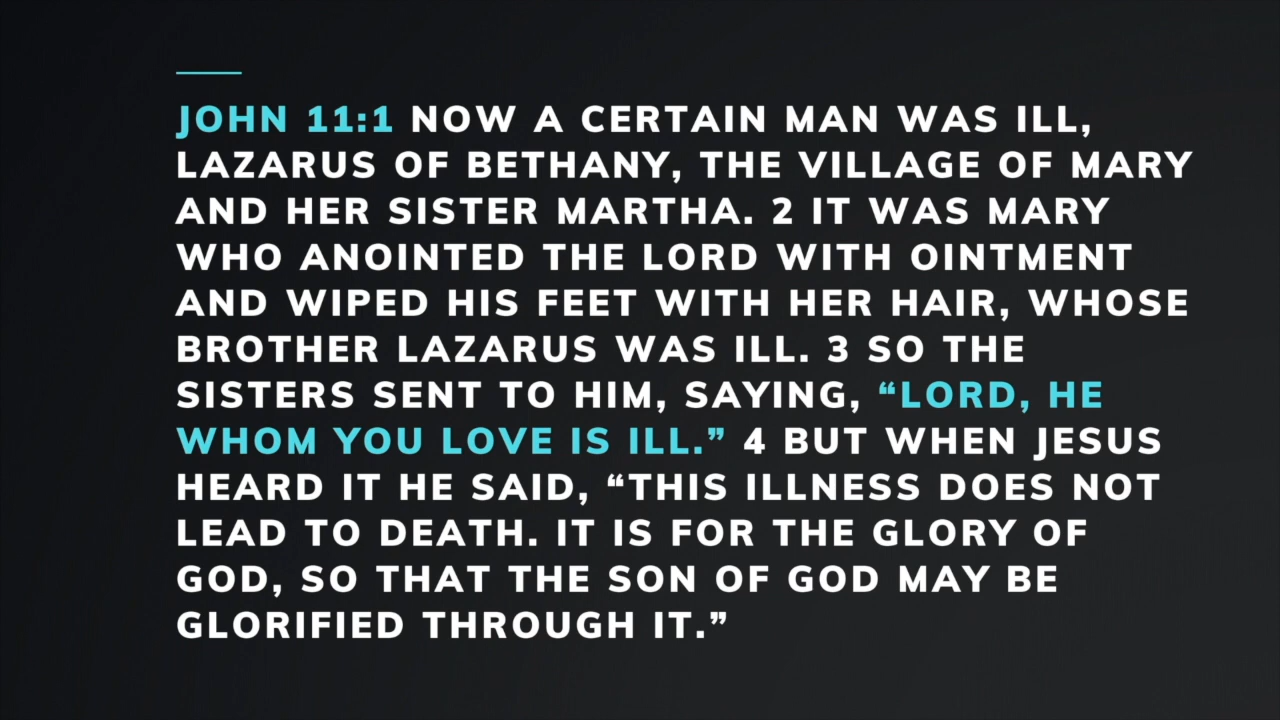 JOHN 11:1 NOW A CERTAIN MAN WAS ILL,
LAZARUS OF BETHANY, THE VILLAGE OF MARY
AND HER SISTER MARTHA. 2 IT WAS MARY
WHO ANOINTED THE LORD WITH OINTMENT
AND WIPED HIS FEET WITH HER HAIR, WHOSE
BROTHER LAZARUS WAS ILL. 3 SO THE
SISTERS SENT TO HIM, SAYING, “LORD, HE
WHOM YOU LOVE IS ILL.” 4 BUT WHEN JESUS
HEARD IT HE SAID, “THIS ILLNESS DOES NOT
LEAD TO DEATH. IT IS FOR THE GLORY OF
GOD, SO THAT THE SON OF GOD MAY BE
GLORIFIED THROUGH IT.”